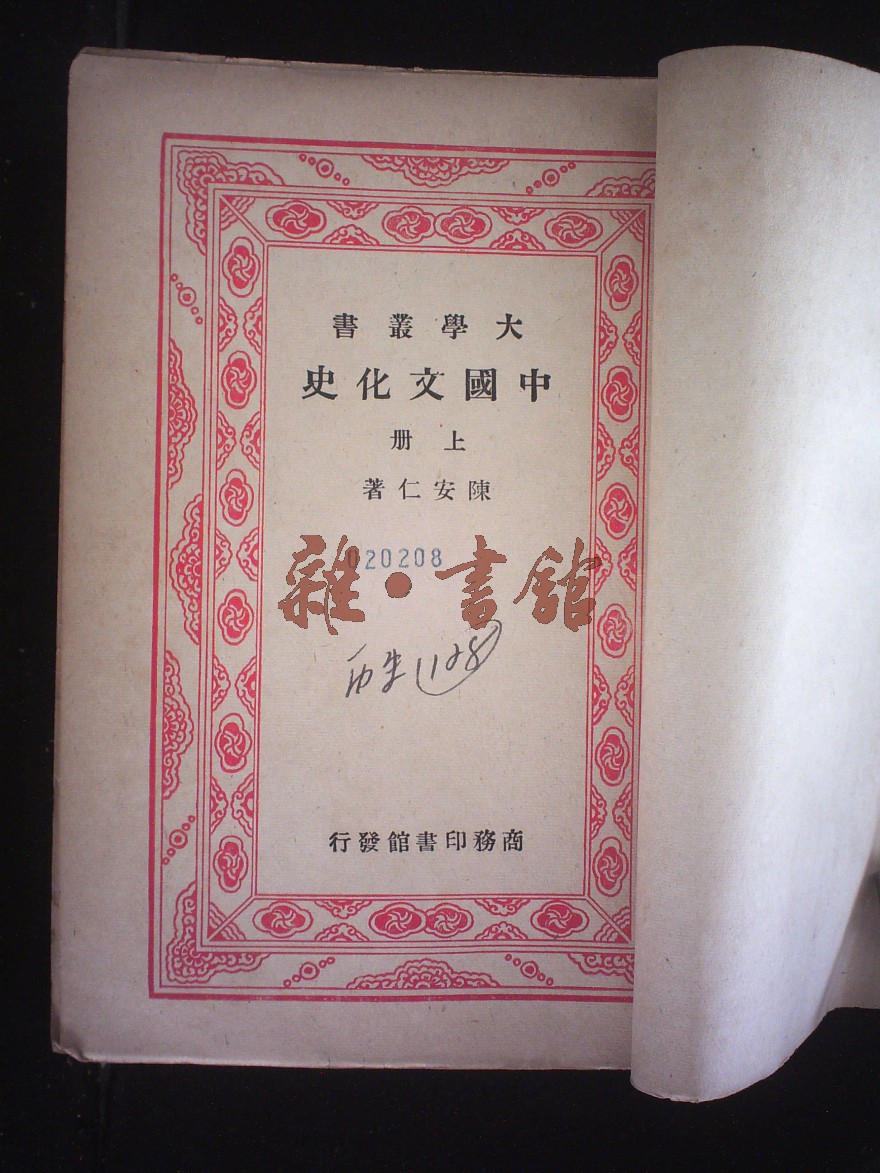 大學叢書
中國文化史
上册
陳安仁著
020208
雜·書館
商務印書館發行